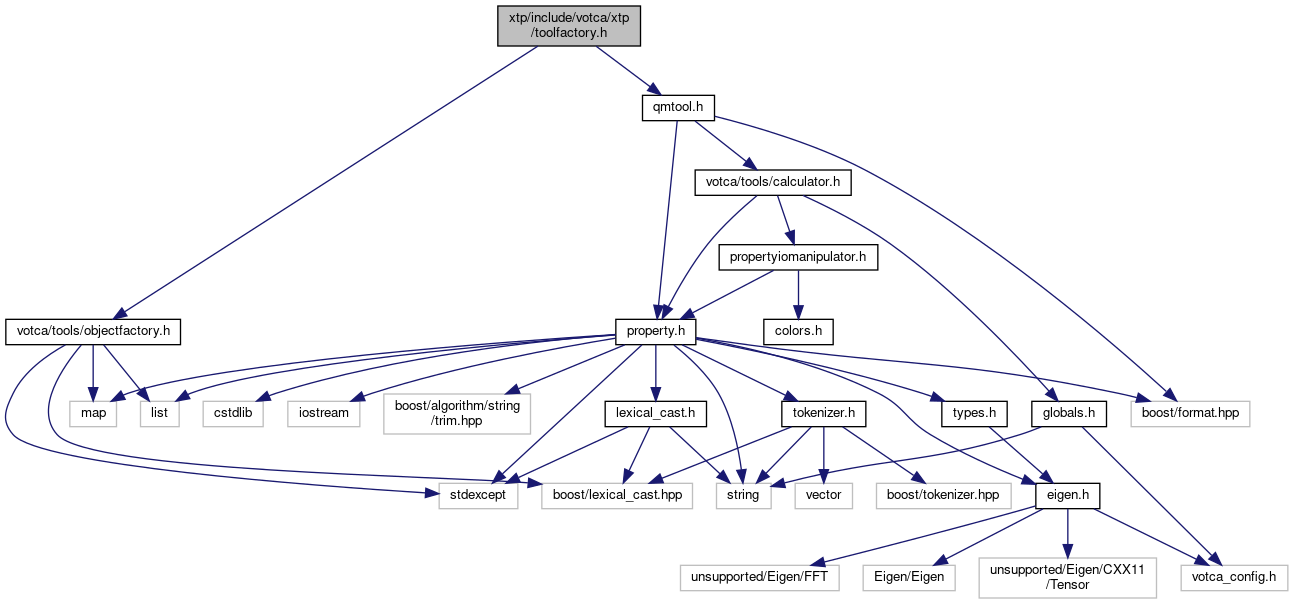 xtp/include/votca/xtp
/toolfactory.h
qmtool.h
votca/tools/calculator.h
propertyiomanipulator.h
votca/tools/objectfactory.h
property.h
colors.h
map
list
cstdlib
iostream
boost/algorithm/string
/trim.hpp
lexical_cast.h
tokenizer.h
types.h
globals.h
boost/format.hpp
stdexcept
boost/lexical_cast.hpp
string
vector
boost/tokenizer.hpp
eigen.h
unsupported/Eigen/FFT
Eigen/Eigen
unsupported/Eigen/CXX11
/Tensor
votca_config.h